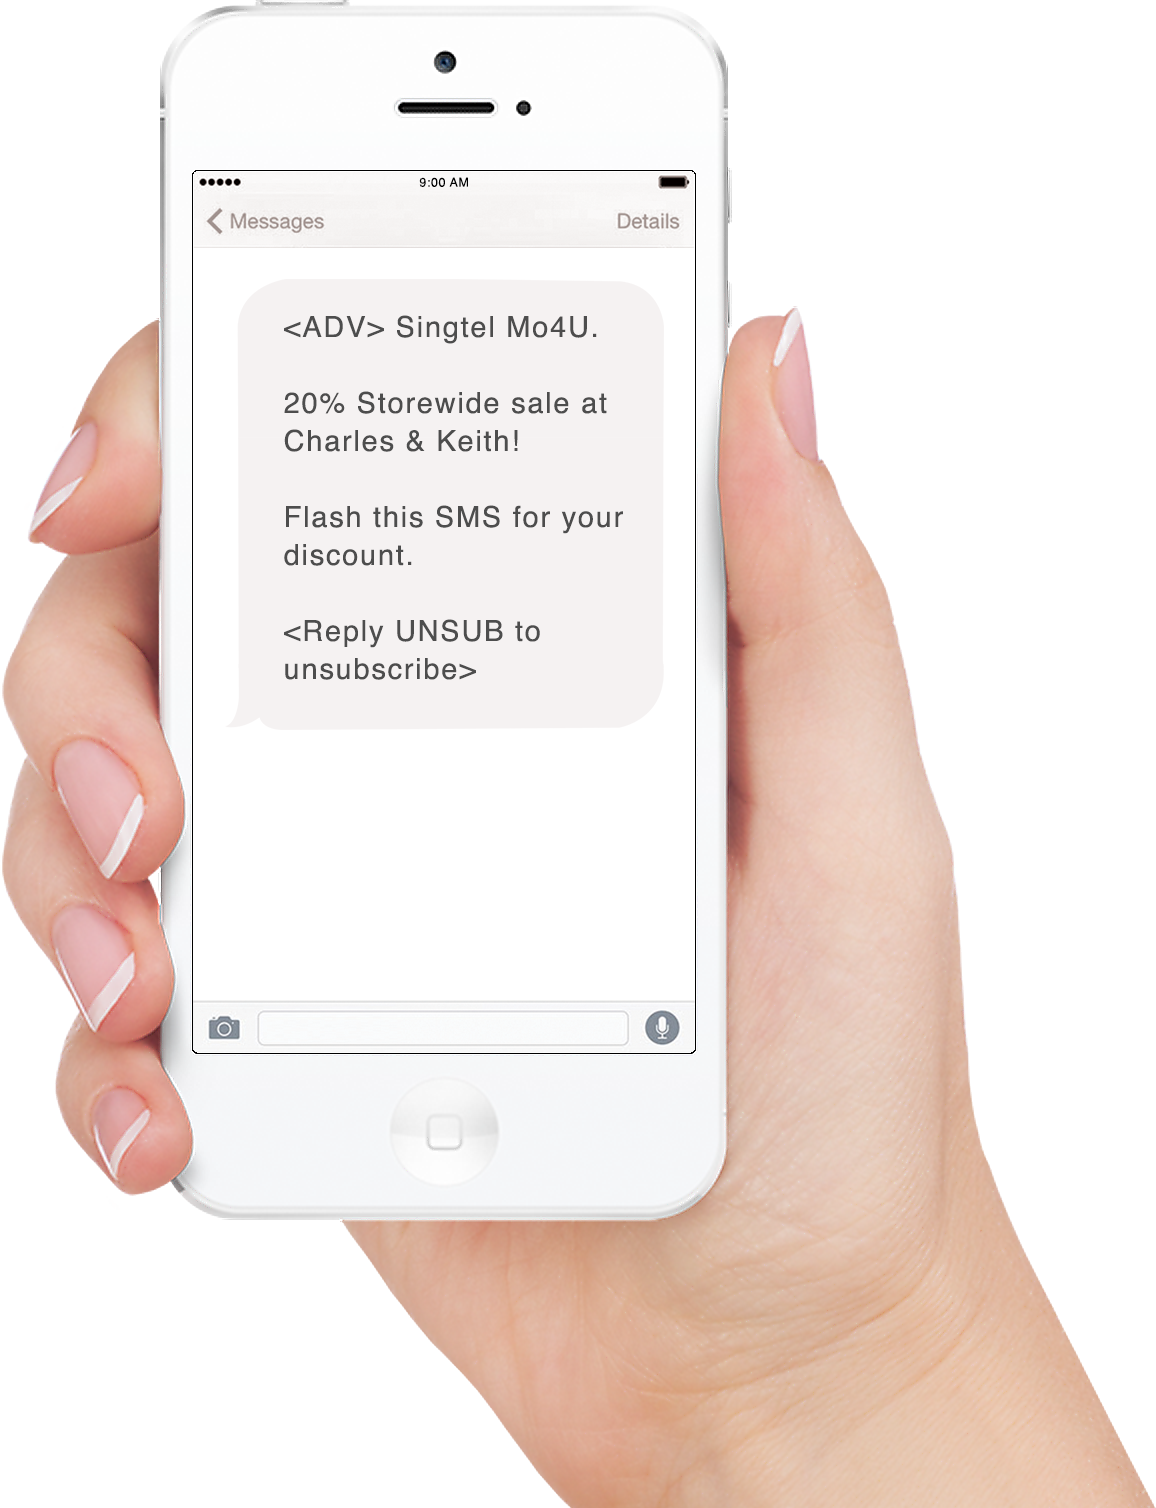 9:00 AM
Messages
Details
<ADV> Singtel Mo4U.
20% Storewide sale at
Charles & Keith!
Flash this SMS for your
discount.
<Reply UNSUB to
unsubscribe>